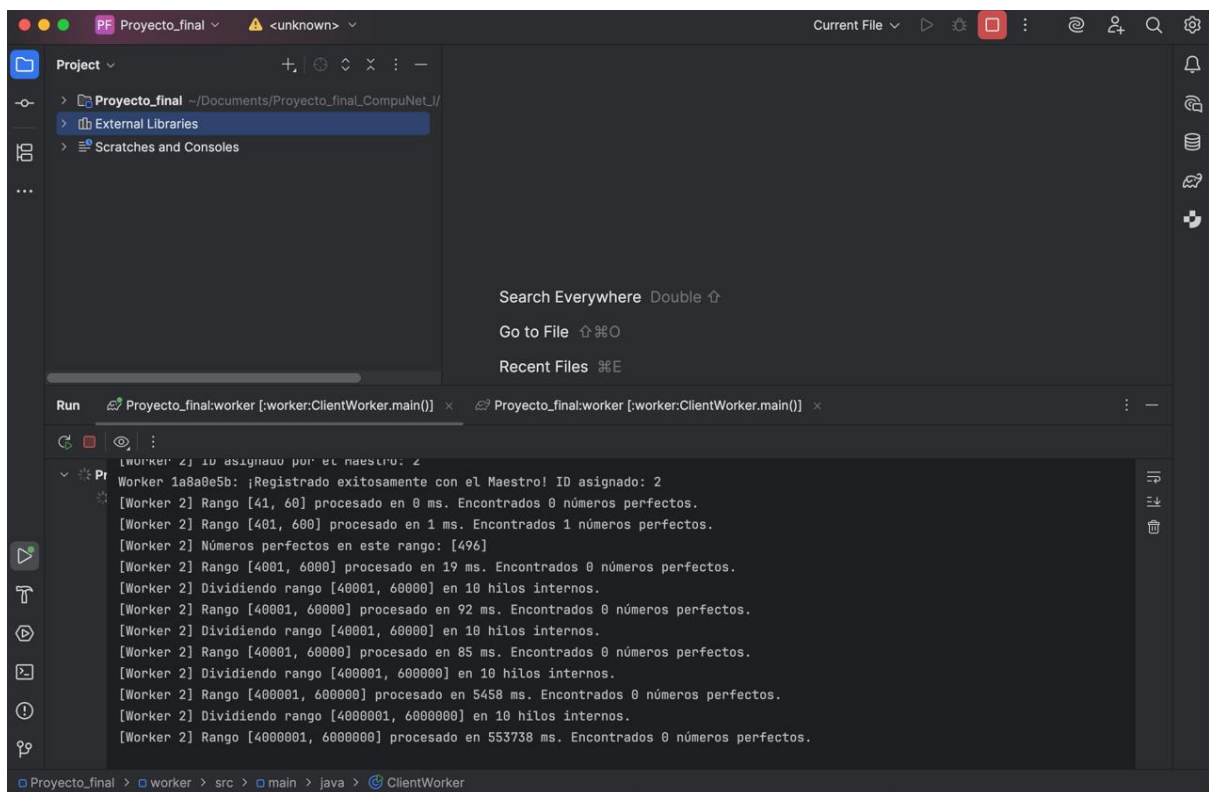 PF Proyecto_final <unknown> Current File
Project
Proyecto_final ~/Documents/Proyecto_final_CompuNet_I/
External Libraries
Scratches and Consoles
Search Everywhere Double ⇧
Go to File ⇧⌘O
Recent Files ⌘E
Run Proyecto_final:worker [:worker:ClientWorker.main()] × Proyecto_final:worker [:worker:ClientWorker.main()] ×
Pr
[Worker 2] ID asignado por el Maestro: 2
Worker 1a8a0e5b: ¡Registrado exitosamente con el Maestro! ID asignado: 2
[Worker 2] Rango [41, 60] procesado en 0 ms. Encontrados 0 números perfectos.
[Worker 2] Rango [401, 600] procesado en 1 ms. Encontrados 1 números perfectos.
[Worker 2] Números perfectos en este rango: [496]
[Worker 2] Rango [4001, 6000] procesado en 19 ms. Encontrados 0 números perfectos.
[Worker 2] Dividiendo rango [40001, 60000] en 10 hilos internos.
[Worker 2] Rango [40001, 60000] procesado en 92 ms. Encontrados 0 números perfectos.
[Worker 2] Dividiendo rango [40001, 60000] en 10 hilos internos.
[Worker 2] Rango [40001, 60000] procesado en 85 ms. Encontrados 0 números perfectos.
[Worker 2] Dividiendo rango [400001, 600000] en 10 hilos internos.
[Worker 2] Rango [400001, 600000] procesado en 5458 ms. Encontrados 0 números perfectos.
[Worker 2] Dividiendo rango [4000001, 6000000] en 10 hilos internos.
[Worker 2] Rango [4000001, 6000000] procesado en 553738 ms. Encontrados 0 números perfectos.
Proyecto_final > worker > src > main > java > ClientWorker